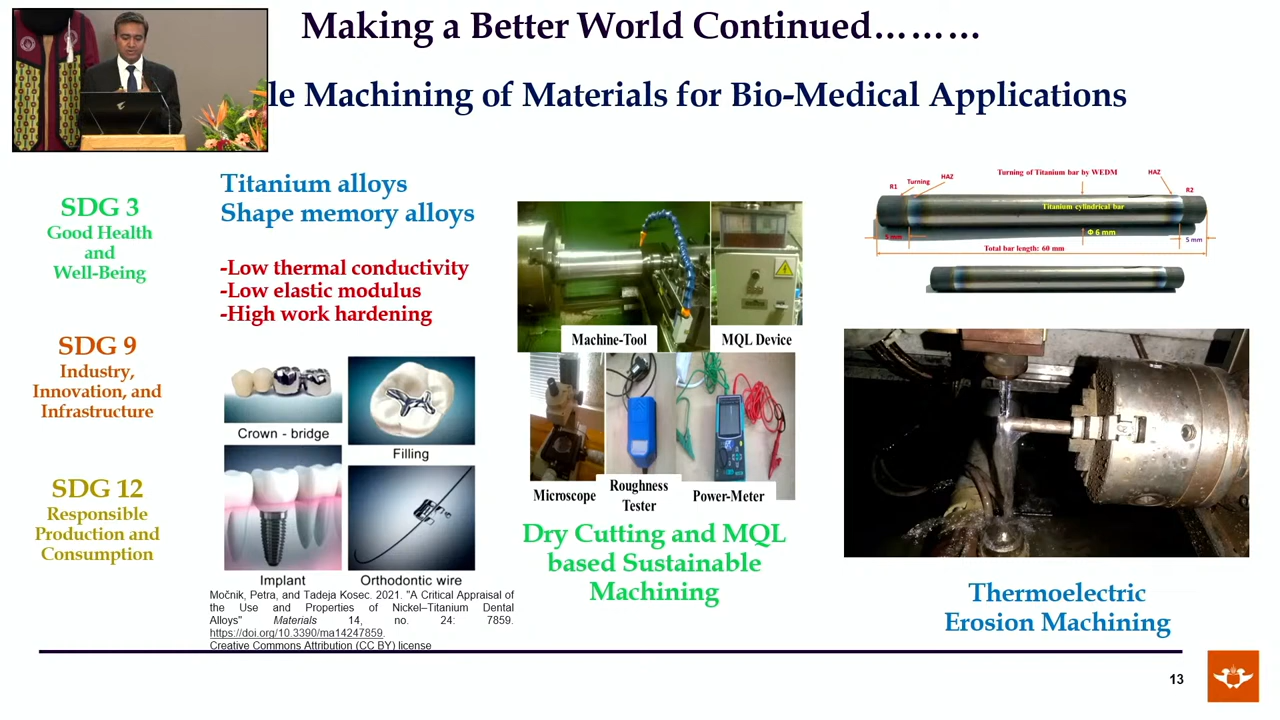 Making a Better World Continued………
le Machining of Materials for Bio-Medical Applications
SDG 3
Good Health
and
Well-Being
SDG 9
Industry,
Innovation, and
Infrastructure
SDG 12
Responsible
Production and
Consumption
Titanium alloys
Shape memory alloys
-Low thermal conductivity
-Low elastic modulus
-High work hardening
Crown - bridge
Filling
Implant
Orthodontic wire
Močnik, Petra, and Tadeja Kosec. 2021. "A Critical Appraisal of
the Use and Properties of Nickel–Titanium Dental
Alloys" Materials 14, no. 24: 7859.
https://doi.org/10.3390/ma14247859.
Creative Commons Attribution (CC BY) license
Machine-Tool
MQL Device
Microscope
Roughness
Tester
Power-Meter
Dry Cutting and MQL
based Sustainable
Machining
Turning of Titanium bar by WEDM
R1
Turning
HAZ
HAZ
R2
Titanium cylindrical bar
Φ 6 mm
5 mm
5 mm
Total bar length: 60 mm
Thermoelectric
Erosion Machining
13